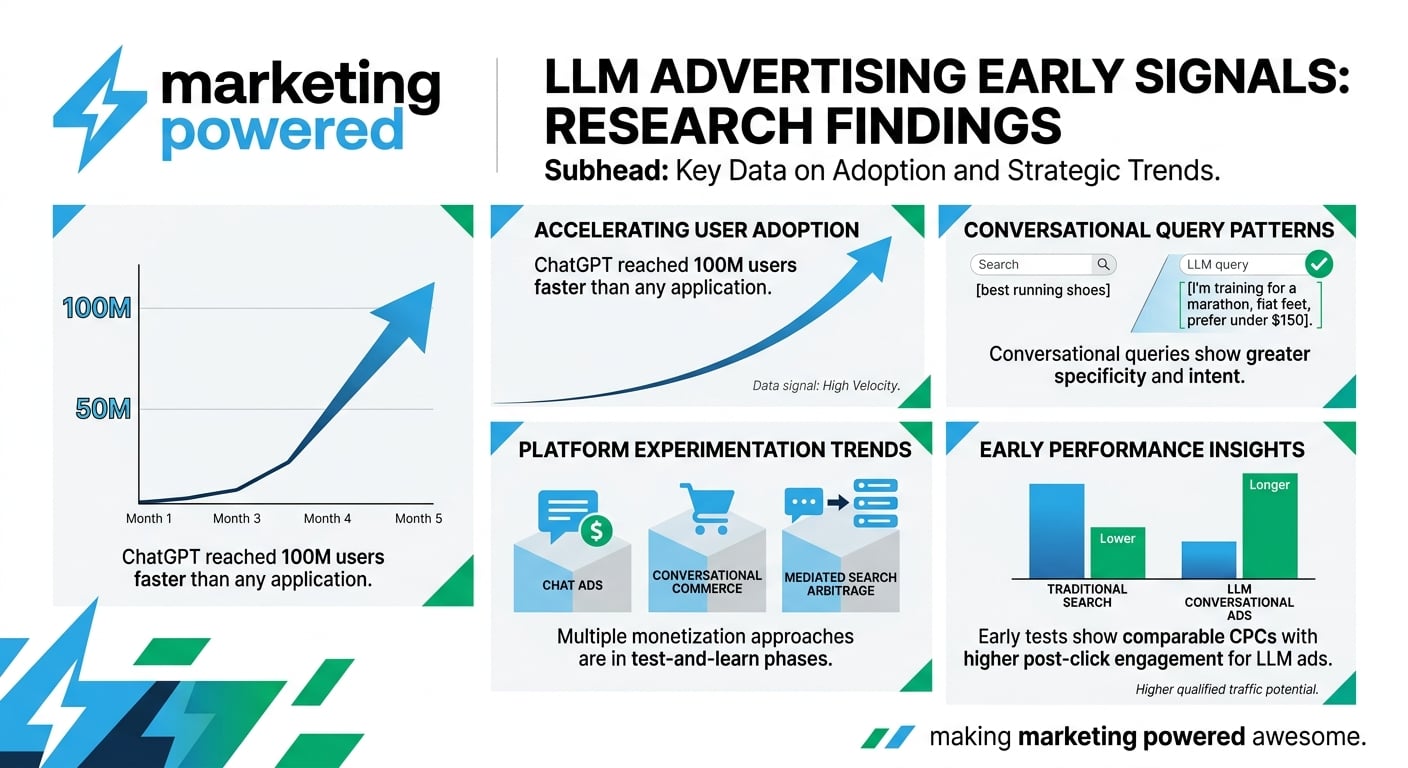 marketing
powered
LLM ADVERTISING EARLY SIGNALS:
RESEARCH FINDINGS
Subhead: Key Data on Adoption and Strategic Trends.
100M
50M
Month 1
Month 3
Month 4
Month 5
ChatGPT reached 100M users
faster than any application.
ACCELERATING USER ADOPTION
ChatGPT reached 100M users
faster than any application.
Data signal: High Velocity.
CONVERSATIONAL QUERY PATTERNS
Search
[best running shoes]
LLM query
[I'm training for a
marathon, fiat feet,
prefer under $150].
Conversational queries show greater
specificity and intent.
PLATFORM EXPERIMENTATION TRENDS
$
CHAT ADS
CONVERSATIONAL
COMMERCE
MEDIATED SEARCH
ARBITRAGE
Multiple monetization approaches
are in test-and-learn phases.
EARLY PERFORMANCE INSIGHTS
Lower
Longer
TRADITIONAL
SEARCH
LLM
CONVERSATIONAL
ADS
Early tests show comparable CPCs with
higher post-click engagement for LLM ads.
Higher qualified traffic potential.
making marketing powered awesome.